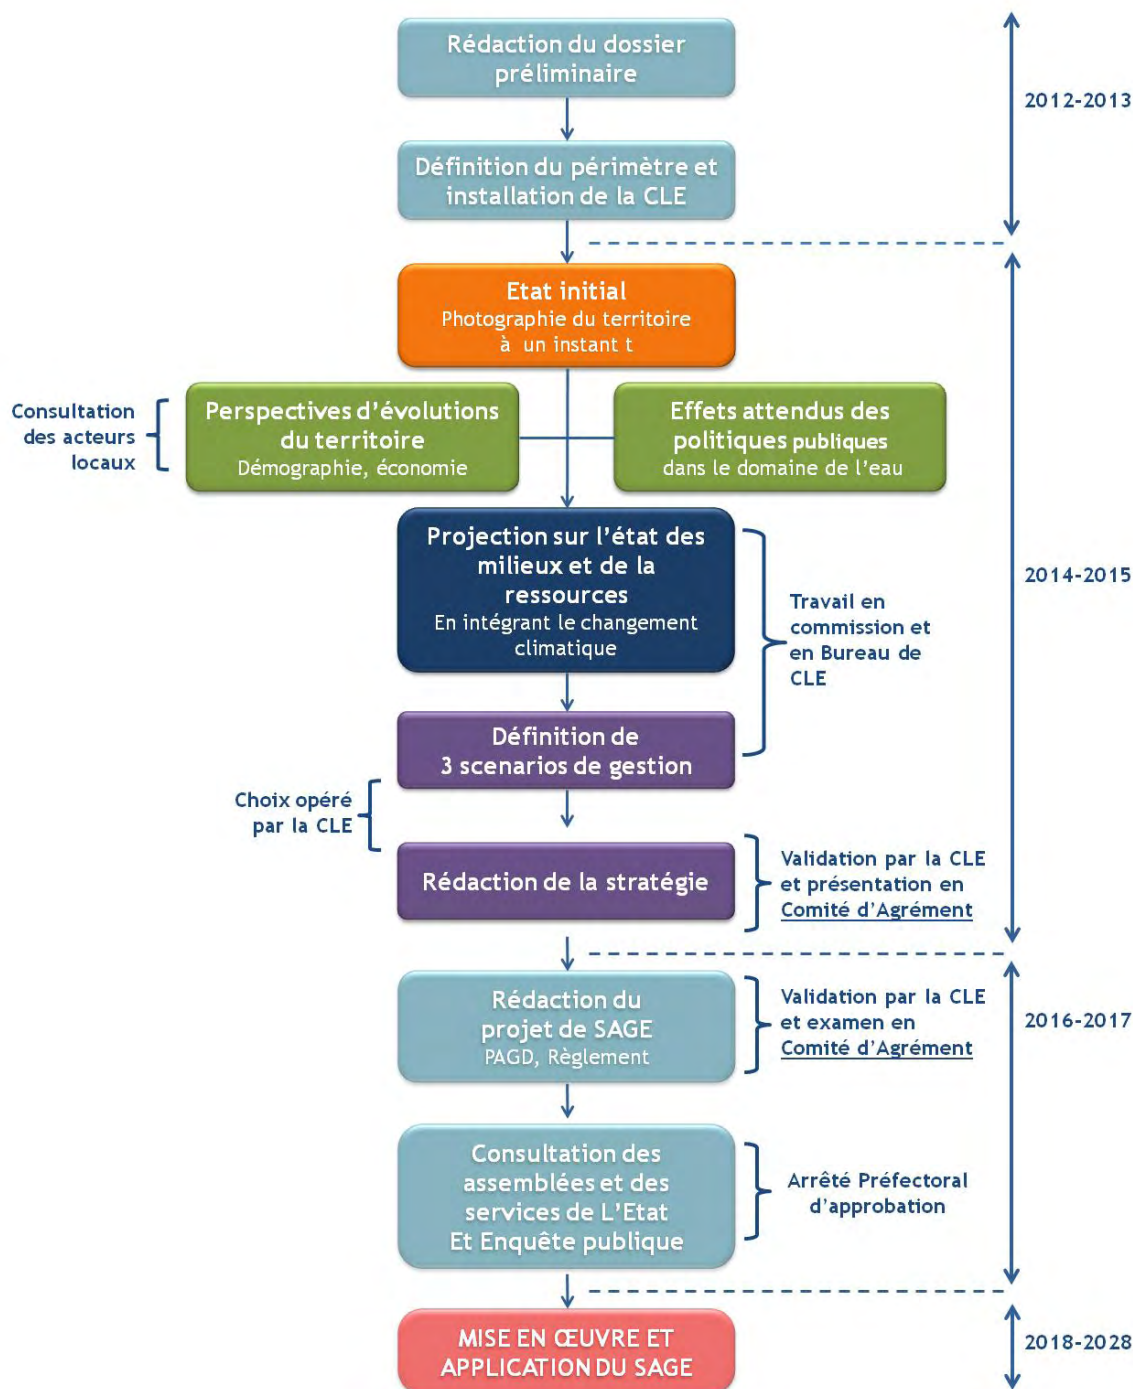 Rédaction du dossier
préliminaire
2012-2013
Définition du périmètre et
installation de la CLE
Etat initial
Photographie du territoire
à un instant t
Consultation
des acteurs
locaux
Perspectives d'évolutions
du territoire
Démographie, économie
Effets attendus des
politiques publiques
dans le domaine de l'eau
Projection sur l'état des
milieux et de la
ressources
En intégrant le changement
climatique
2014-2015
Travail en
commission et
en Bureau de
CLE
Définition de
3 scenarios de gestion
Choix opéré
par la CLE
Rédaction de la stratégie
Validation par la CLE
et présentation en
Comité d'Agrément
Rédaction du
projet de SAGE
PAGD, Règlement
Validation par la CLE
et examen en
Comité d'Agrément
2016-2017
Consultation des
assemblées et des
services de L'Etat
Et Enquête publique
Arrêté Préfectoral
d'approbation
MISE EN ŒUVRE ET
APPLICATION DU SAGE
2018-2028